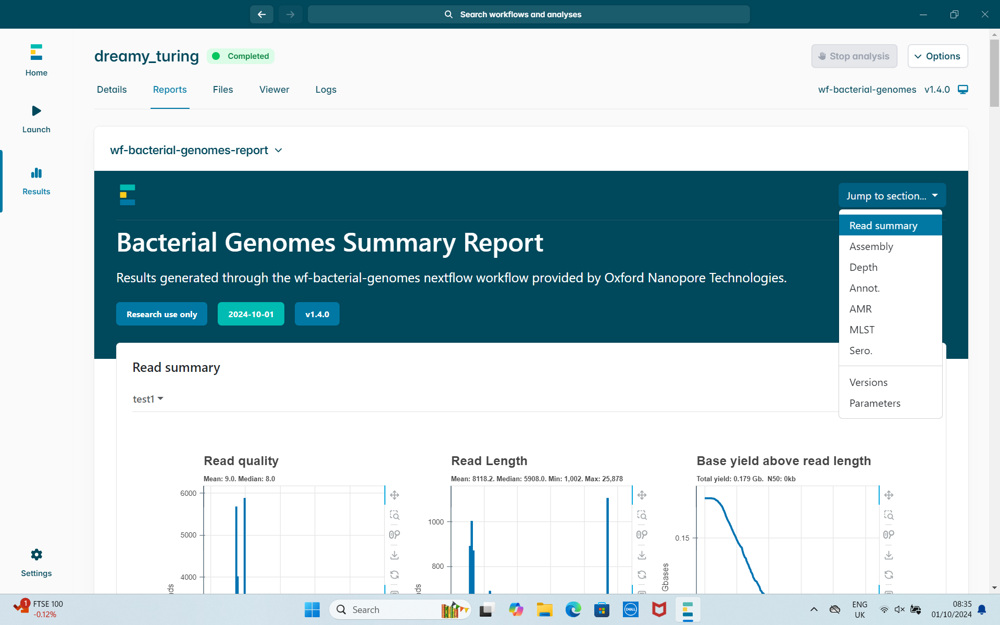 Search workflows and analyses
dreamy_turing
Completed
Stop analysis
Options
Home
Details
Reports
Files
Viewer
Logs
wf-bacterial-genomes v1.4.0
Launch
wf-bacterial-genomes-report
Results
Jump to section...
Read summary
Assembly
Depth
Annot.
AMR
MLST
Sero.
Versions
Parameters
Bacterial Genomes Summary Report
Results generated through the wf-bacterial-genomes nextflow workflow provided by Oxford Nanopore Technologies.
Research use only
2024-10-01
v1.4.0
Read summary
test1
Read quality
Mean: 9.0. Median: 8.0
6000
5000
4000
Read Length
Mean: 8118.2. Median: 5908.0. Min: 1,002. Max: 25,878
1000
800
Base yield above read length
Total yield: 0.179 Gb. N50: 0kb
0.15
Gbases
Settings
1
FTSE 100
-0.12%
Search
DELL
ENG
UK
08:35
01/10/2024